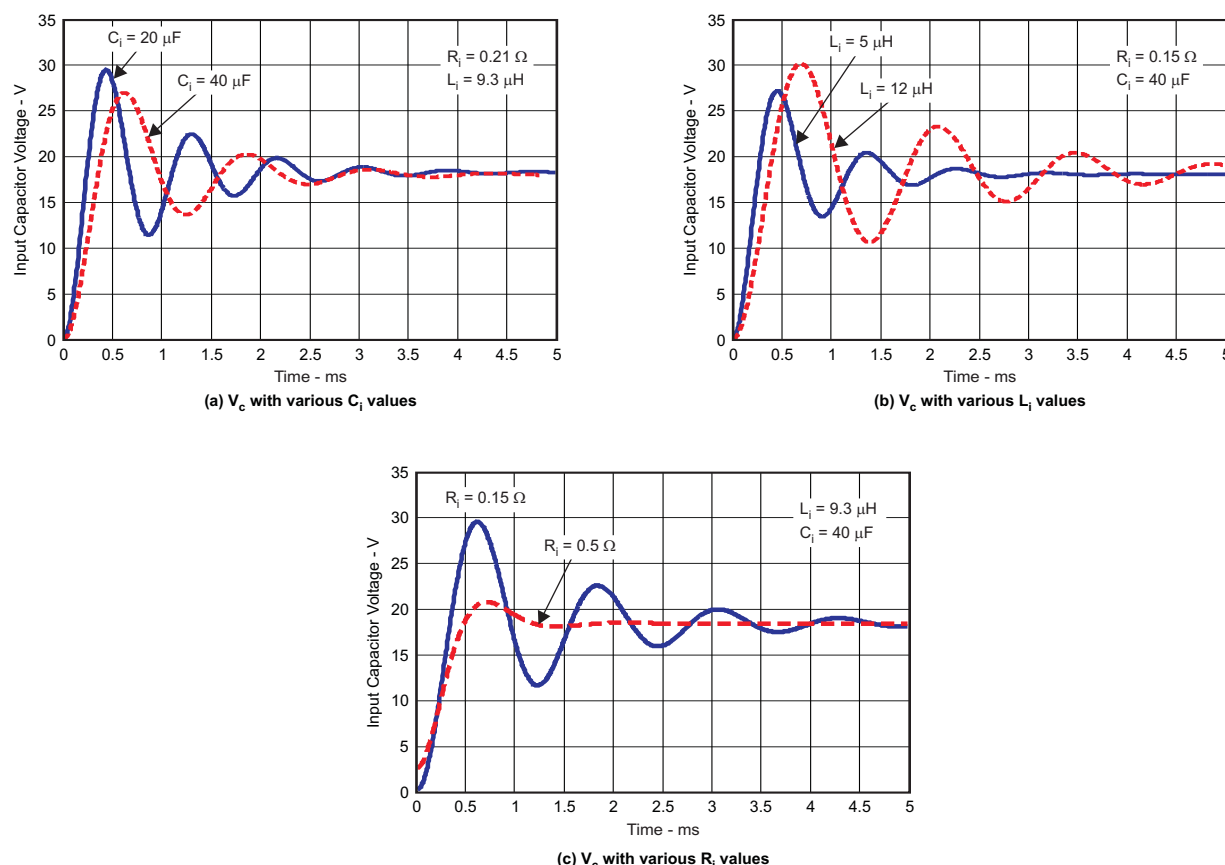 35
30
25
20
15
10
5
0
Input Capacitor Voltage - V
Cᵢ = 20 μF
Cᵢ = 40 μF
Rᵢ = 0.21 Ω
Lᵢ = 9.3 μH
0 0.5 1 1.5 2 2.5 3 3.5 4 4.5 5
Time - ms
(a) V_c with various Cᵢ values
35
30
25
20
15
10
5
0
Input Capacitor Voltage - V
Lᵢ = 5 μH
Lᵢ = 12 μH
Rᵢ = 0.15 Ω
Cᵢ = 40 μF
0 0.5 1 1.5 2 2.5 3 3.5 4 4.5 5
Time - ms
(b) V_c with various Lᵢ values
35
30
25
20
15
10
5
0
Input Capacitor Voltage - V
Rᵢ = 0.15 Ω
Rᵢ = 0.5 Ω
Lᵢ = 9.3 μH
Cᵢ = 40 μF
0 0.5 1 1.5 2 2.5 3 3.5 4 4.5 5
Time - ms
(c) V_c with various Rᵢ values